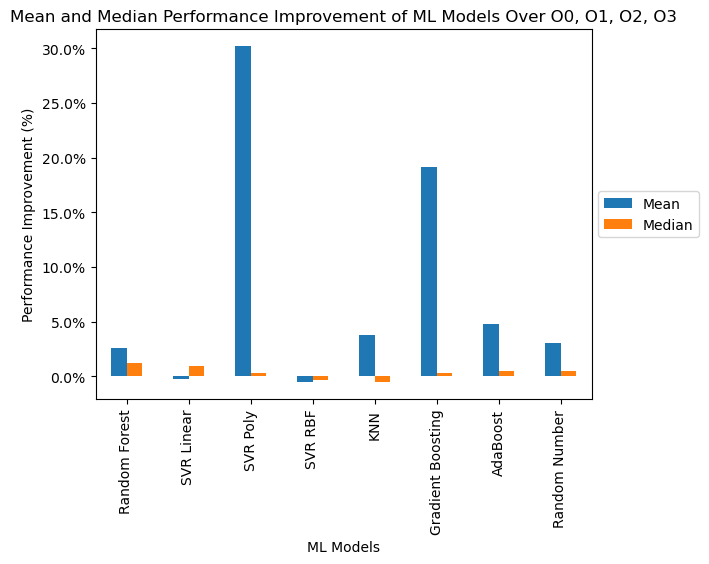 Mean and Median Performance Improvement of ML Models Over O0, O1, O2, O3
Performance Improvement (%)
30.0%
25.0%
20.0%
15.0%
10.0%
5.0%
0.0%
Mean
Median
Random Forest
SVR Linear
SVR Poly
SVR RBF
KNN
Gradient Boosting
AdaBoost
Random Number
ML Models